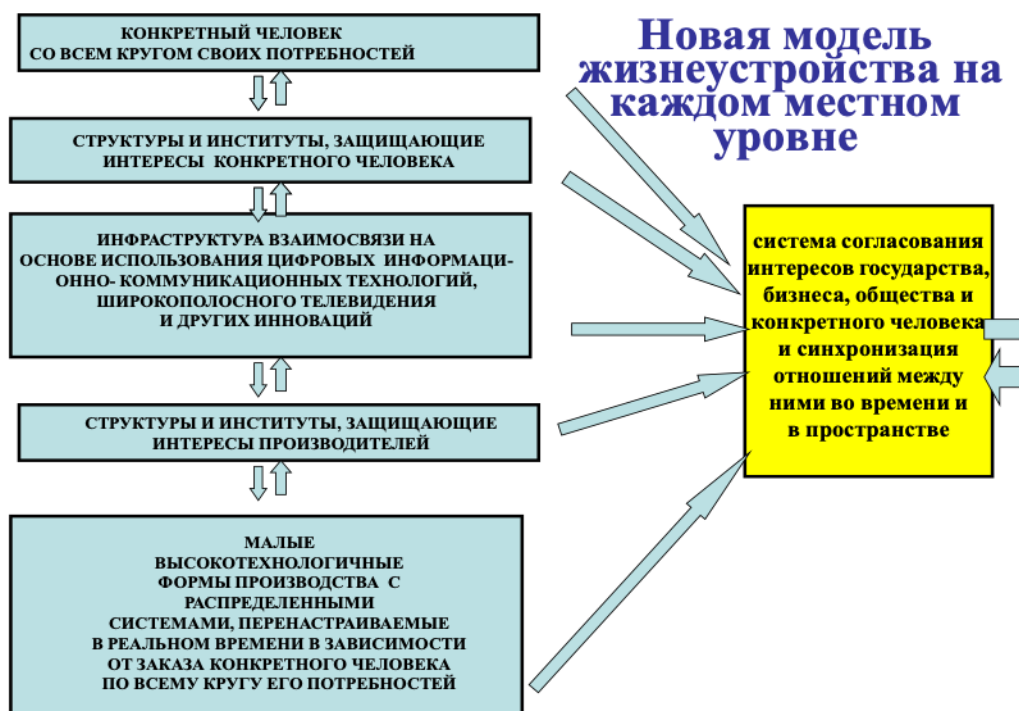 КОНКРЕТНЫЙ ЧЕЛОВЕК
СО ВСЕМ КРУГОМ СВОИХ ПОТРЕБНОСТЕЙ
Новая модель
жизнеустройства на
каждом местном
уровне
СТРУКТУРЫ И ИНСТИТУТЫ, ЗАЩИЩАЮЩИЕ
ИНТЕРЕСЫ КОНКРЕТНОГО ЧЕЛОВЕКА
ИНФРАСТРУКТУРА ВЗАИМОСВЯЗИ НА
ОСНОВЕ ИСПОЛЬЗОВАНИЯ ЦИФРОВЫХ ИНФОРМАЦИ-
ОННО- КОММУНИКАЦИОННЫХ ТЕХНОЛОГИЙ,
ШИРОКОПОЛОСНОГО ТЕЛЕВИДЕНИЯ
И ДРУГИХ ИННОВАЦИЙ
СТРУКТУРЫ И ИНСТИТУТЫ, ЗАЩИЩАЮЩИЕ
ИНТЕРЕСЫ ПРОИЗВОДИТЕЛЕЙ
МАЛЫЕ
ВЫСОКОТЕХНОЛОГИЧНЫЕ
ФОРМЫ ПРОИЗВОДСТВА С
РАСПРЕДЕЛЕННЫМИ
СИСТЕМАМИ, ПЕРЕНАСТРАИВАЕМЫЕ
В РЕАЛЬНОМ ВРЕМЕНИ В ЗАВИСИМОСТИ
ОТ ЗАКАЗА КОНКРЕТНОГО ЧЕЛОВЕКА
ПО ВСЕМУ КРУГУ ЕГО ПОТРЕБНОСТЕЙ
система согласования
интересов государства,
бизнеса, общества и
конкретного человека
и синхронизация
отношений между
ними во времени и
в пространстве